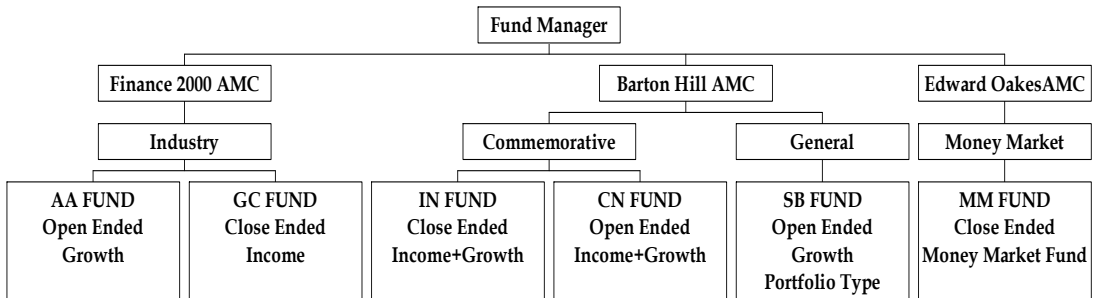 Fund Manager
Finance 2000 AMC
Barton Hill AMC
Edward OakesAMC
Industry
Commemorative
General
Money Market
AA FUND
Open Ended
Growth
GC FUND
Close Ended
Income
IN FUND
Close Ended
Income+Growth
CN FUND
Open Ended
Income+Growth
SB FUND
Open Ended
Growth
Portfolio Type
MM FUND
Close Ended
Money Market Fund